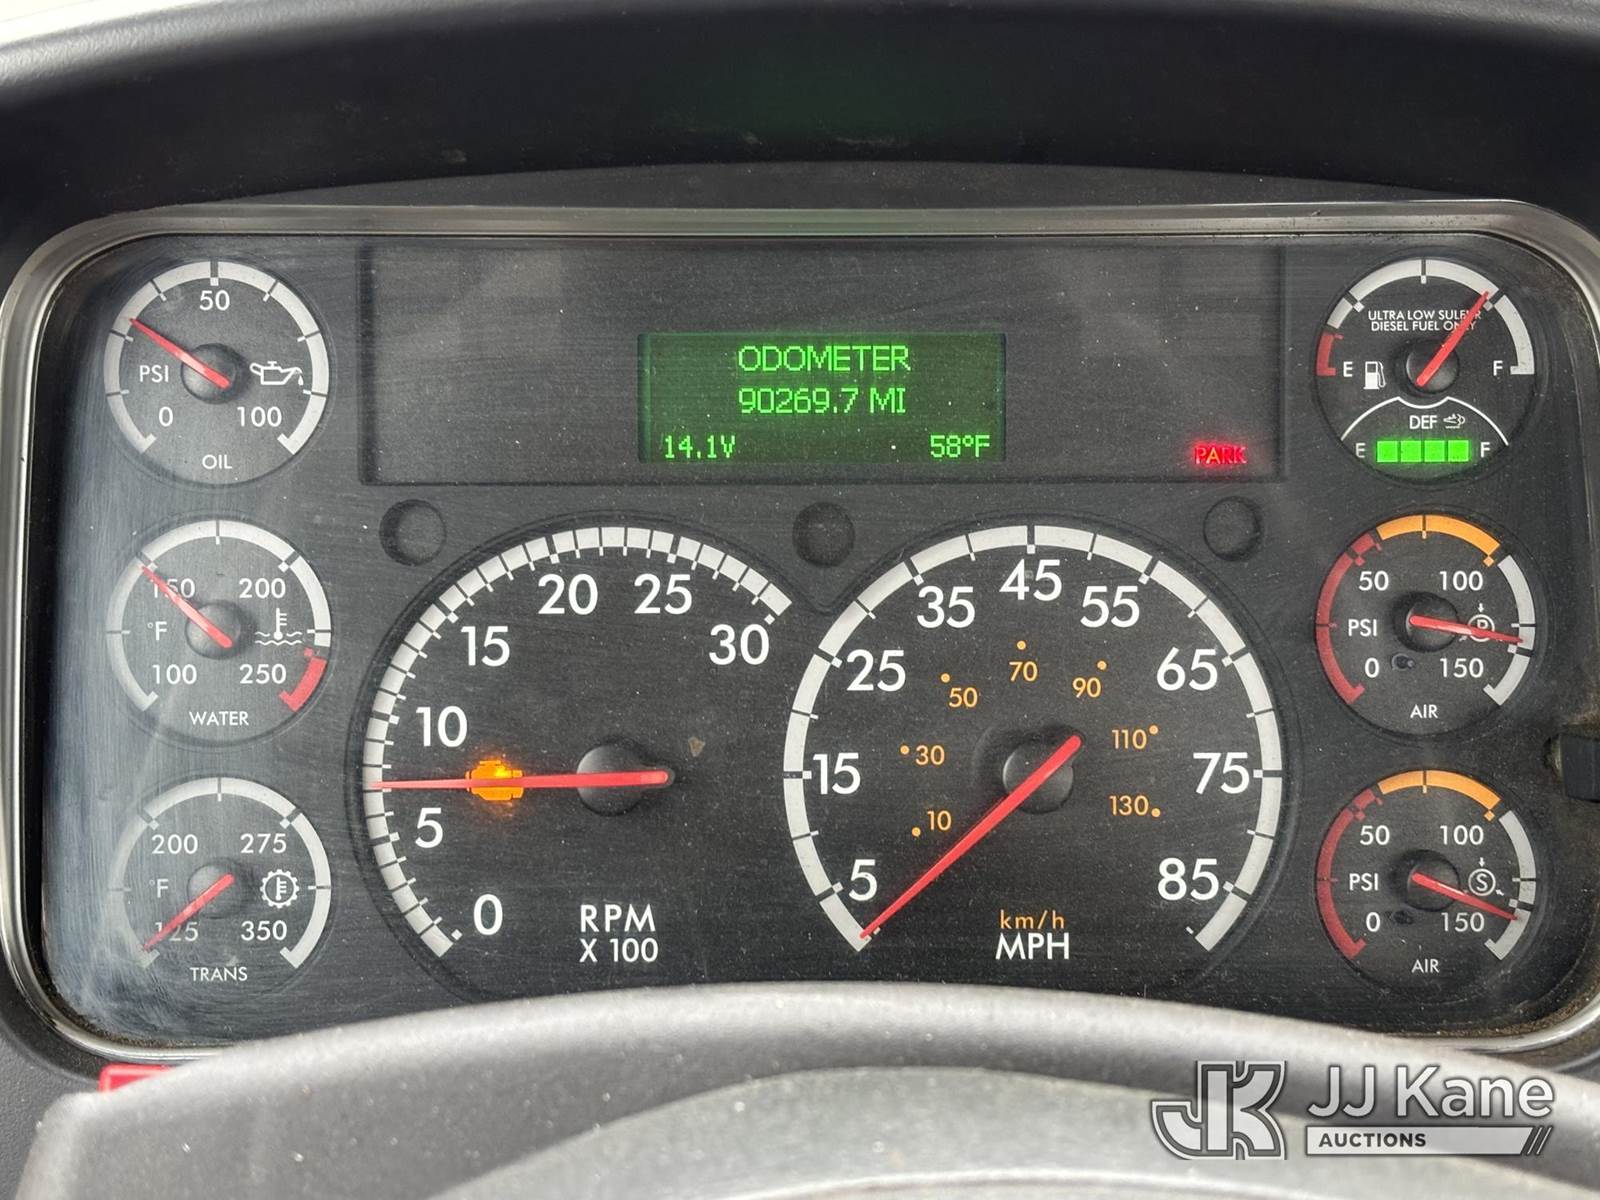 ODOMETER
90269.7 MI
14.1V 58°F
PARK
50
PSI
0 100
OIL
150 200
°F
100 250
WATER
200 275
°F
125 350
TRANS
0 5 10 15 20 25 30
RPM
X 100
5 15 25 35 45 55 65 75 85
10 30 50 70 90 110 130
km/h
MPH
ULTRA LOW SULFUR
DIESEL FUEL ONLY
E F
DEF
E F
50 100
PSI P
0 150
AIR
50 100
PSI S
0 150
AIR
JK JJ Kane
AUCTIONS